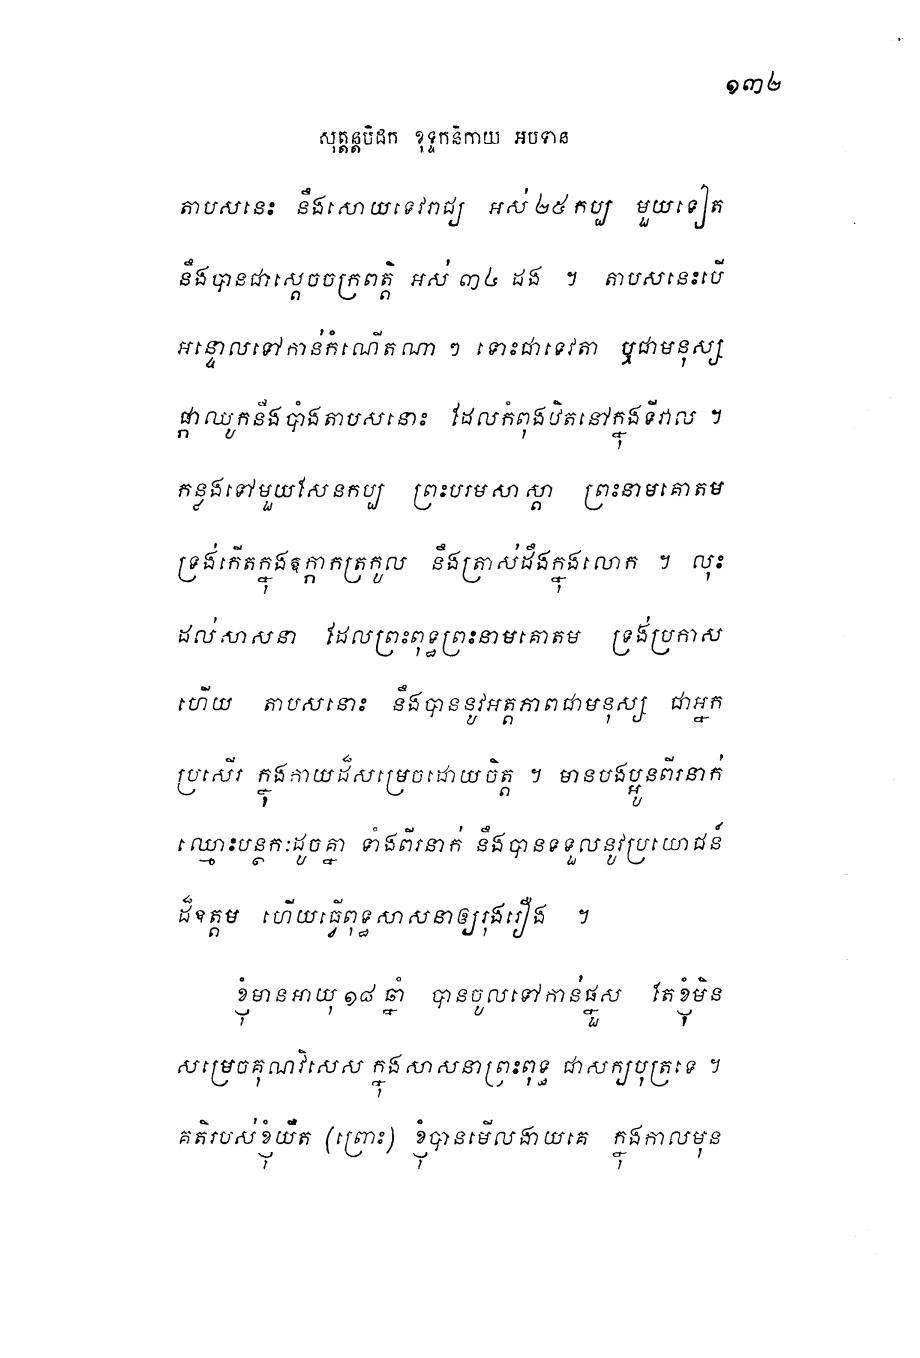 ១៣២
សុត្តន្តបិដក ខុទ្ទកនិកាយ អបទាន
តាបសនេះ នឹងសោយទេវរាជ្យ អស់ ២៥ កប្ប មួយទៀត
នឹងបានជាស្តេចចក្រពត្តិ អស់ ៣៤ ដង ។ តាបសនេះបើ
អន្ទោលទៅកាន់កំណើតណា ៗ ទោះជាទេវតា ឬជាមនុស្ស
ផ្កាឈូកនឹងបាំងតាបសនោះ ដែលកំពុងឋិតនៅក្នុងទីវាល ។
កន្លងទៅមួយសែនកប្ប ព្រះបរមសាស្តា ព្រះនាមគោតម
ទ្រង់កើតក្នុងឧក្កាកត្រកូល នឹងត្រាស់ដឹងក្នុងលោក ។ លុះ
ដល់សាសនា ដែលព្រះពុទ្ធព្រះនាមគោតម ទ្រង់ប្រកាស
ហើយ តាបសនោះ នឹងបាននូវអត្តភាពជាមនុស្ស ជាអ្នក
ប្រសើរ ក្នុងកាយដ៏សម្រេចដោយចិត្ត ។ មានបងប្អូនពីរនាក់
ឈ្មោះបន្ថកៈដូចគ្នា ទាំងពីរនាក់ នឹងបានទទួលនូវប្រយោជន៍
ដ៏ឧត្តម ហើយធ្វើពុទ្ធសាសនាឲ្យរុងរឿង ។
ខ្ញុំមានអាយុ ១៨ ឆ្នាំ បានចូលទៅកាន់ផ្នួស តែខ្ញុំមិន
សម្រេចគុណវិសេស ក្នុងសាសនាព្រះពុទ្ធ ជាសក្យបុត្រទេ ។
គតិរបស់ខ្ញុំយឺត (ព្រោះ) ខ្ញុំបានមើលងាយគេ ក្នុងកាលមុន